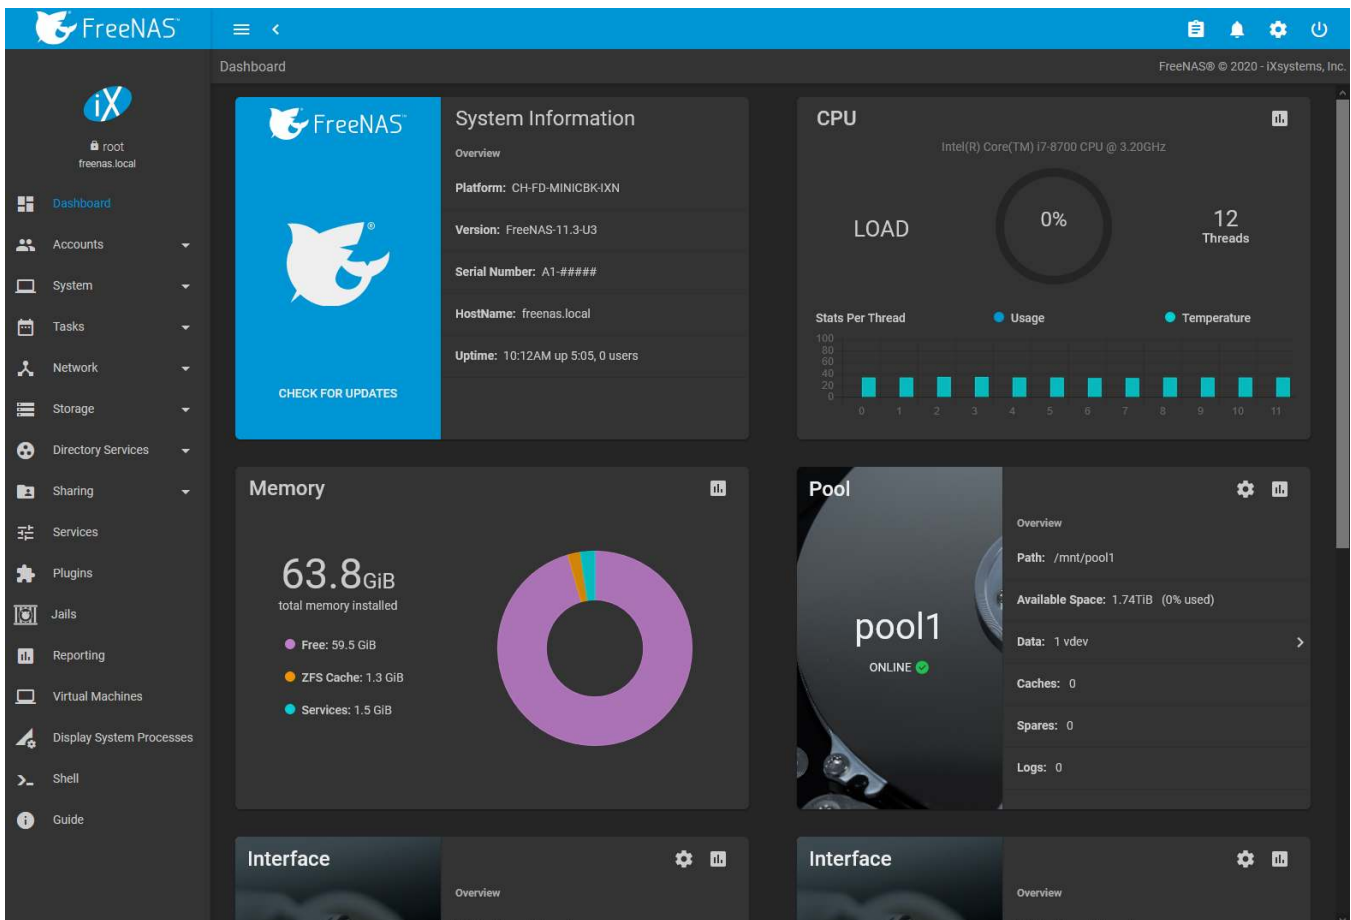 FreeNAS™
Dashboard
FreeNAS® © 2020 - iXsystems, Inc.
iX
root
freenas.local
Dashboard
Accounts
System
Tasks
Network
Storage
Directory Services
Sharing
Services
Plugins
Jails
Reporting
Virtual Machines
Display System Processes
Shell
Guide
FreeNAS™
®
CHECK FOR UPDATES
System Information
Overview
Platform: CH-FD-MINICBK-IXN
Version: FreeNAS-11.3-U3
Serial Number: A1-#####
HostName: freenas.local
Uptime: 10:12AM up 5:05, 0 users
CPU
Intel(R) Core(TM) i7-8700 CPU @ 3.20GHz
LOAD
0%
12
Threads
Stats Per Thread
Usage
Temperature
100
80
60
40
20
0
0 1 2 3 4 5 6 7 8 9 10 11
Memory
63.8GiB
total memory installed
Free: 59.5 GiB
ZFS Cache: 1.3 GiB
Services: 1.5 GiB
Pool
pool1
ONLINE
Overview
Path: /mnt/pool1
Available Space: 1.74TiB (0% used)
Data: 1 vdev
Caches: 0
Spares: 0
Logs: 0
Interface
Overview
Interface
Overview